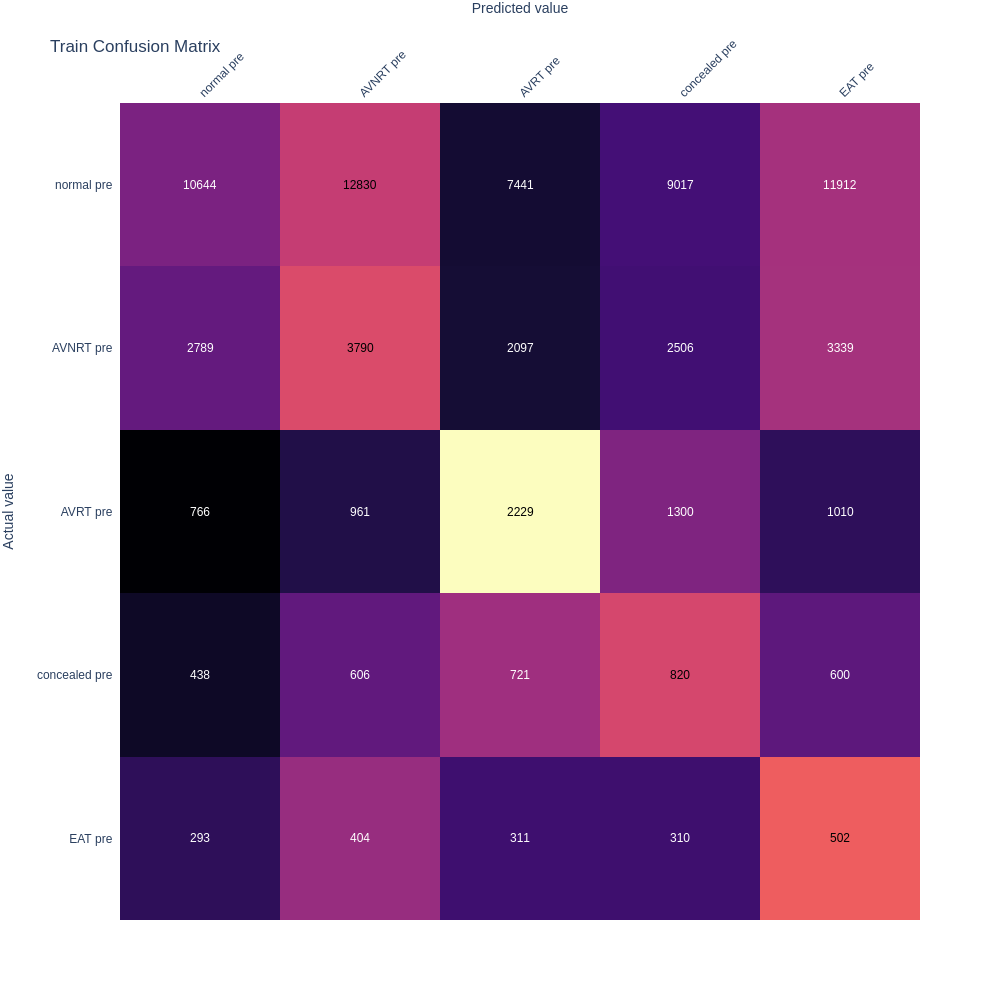 Predicted value
Train Confusion Matrix
normal pre AVNRT pre AVRT pre concealed pre EAT pre
normal pre 10644 12830 7441 9017 11912
AVNRT pre 2789 3790 2097 2506 3339
Actual value
AVRT pre 766 961 2229 1300 1010
concealed pre 438 606 721 820 600
EAT pre 293 404 311 310 502